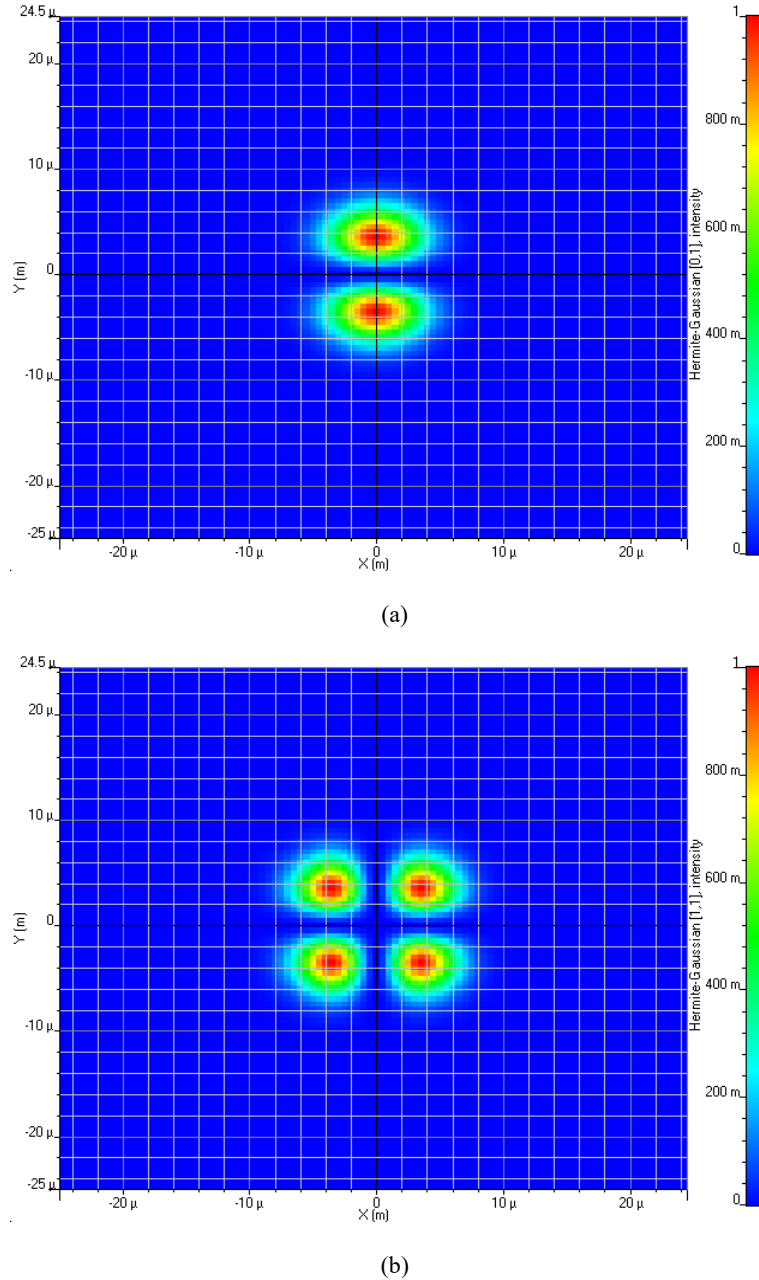 24.5 µ
20 µ
10 µ
0
-10 µ
-20 µ
-25 µ
Y (m)
-20 µ
-10 µ
0
10 µ
20 µ
X (m)
1
800 m
600 m
400 m
200 m
0
Hermite-Gaussian [0,1], intensity
(a)
24.5 µ
20 µ
10 µ
0
-10 µ
-20 µ
-25 µ
Y (m)
-20 µ
-10 µ
0
10 µ
20 µ
X (m)
1
800 m
600 m
400 m
200 m
0
Hermite-Gaussian [1,1], intensity
(b)